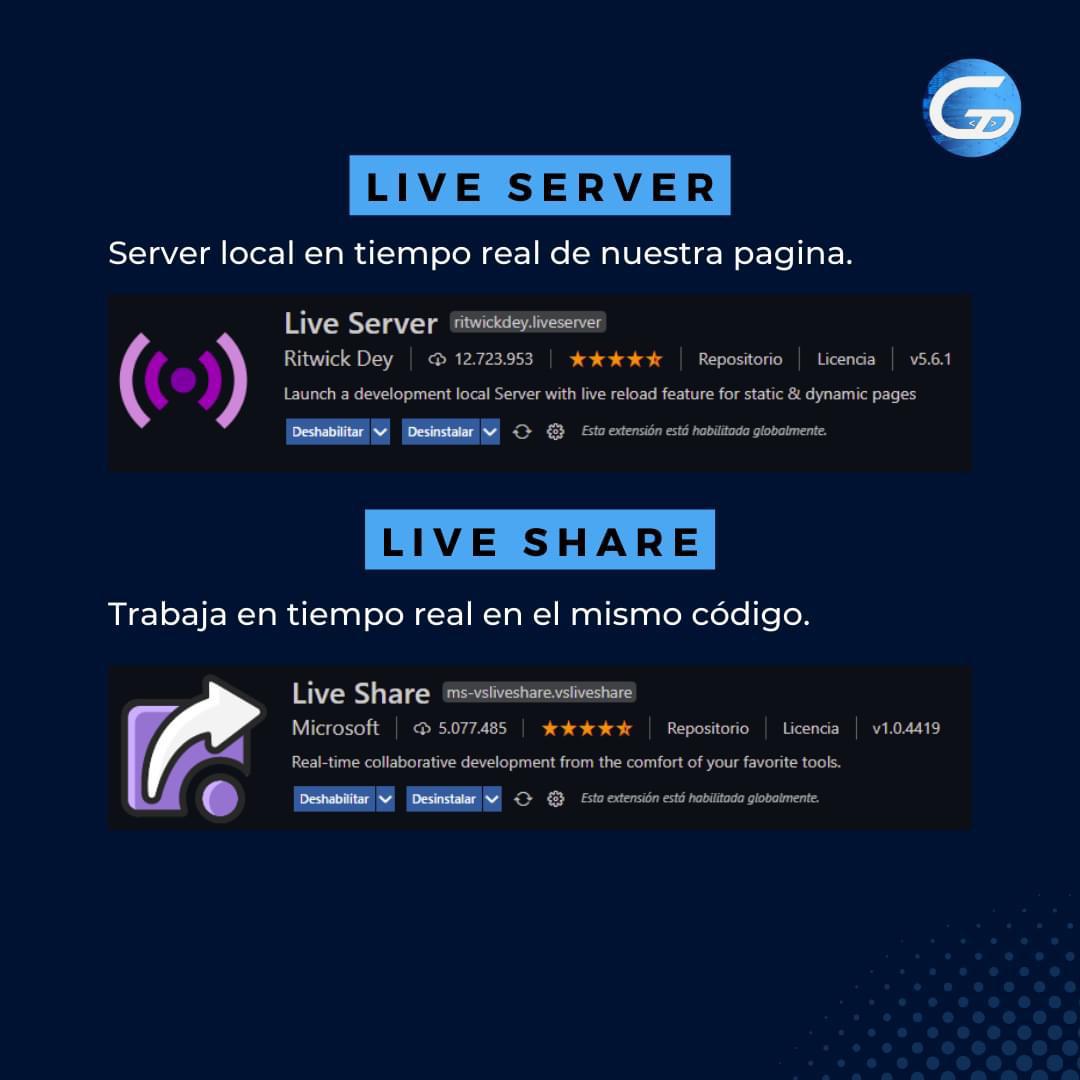 G
LIVE SERVER
Server local en tiempo real de nuestra pagina.
Live Server ritwickdey.liveserver
Ritwick Dey 12.723.953 Repositorio Licencia v5.6.1
Launch a development local Server with live reload feature for static & dynamic pages
Deshabilitar Desinstalar Esta extensión está habilitada globalmente.
LIVE SHARE
Trabaja en tiempo real en el mismo código.
Live Share ms-vsliveshare.vsliveshare
Microsoft 5.077.485 Repositorio Licencia v1.0.4419
Real-time collaborative development from the comfort of your favorite tools.
Deshabilitar Desinstalar Esta extensión está habilitada globalmente.